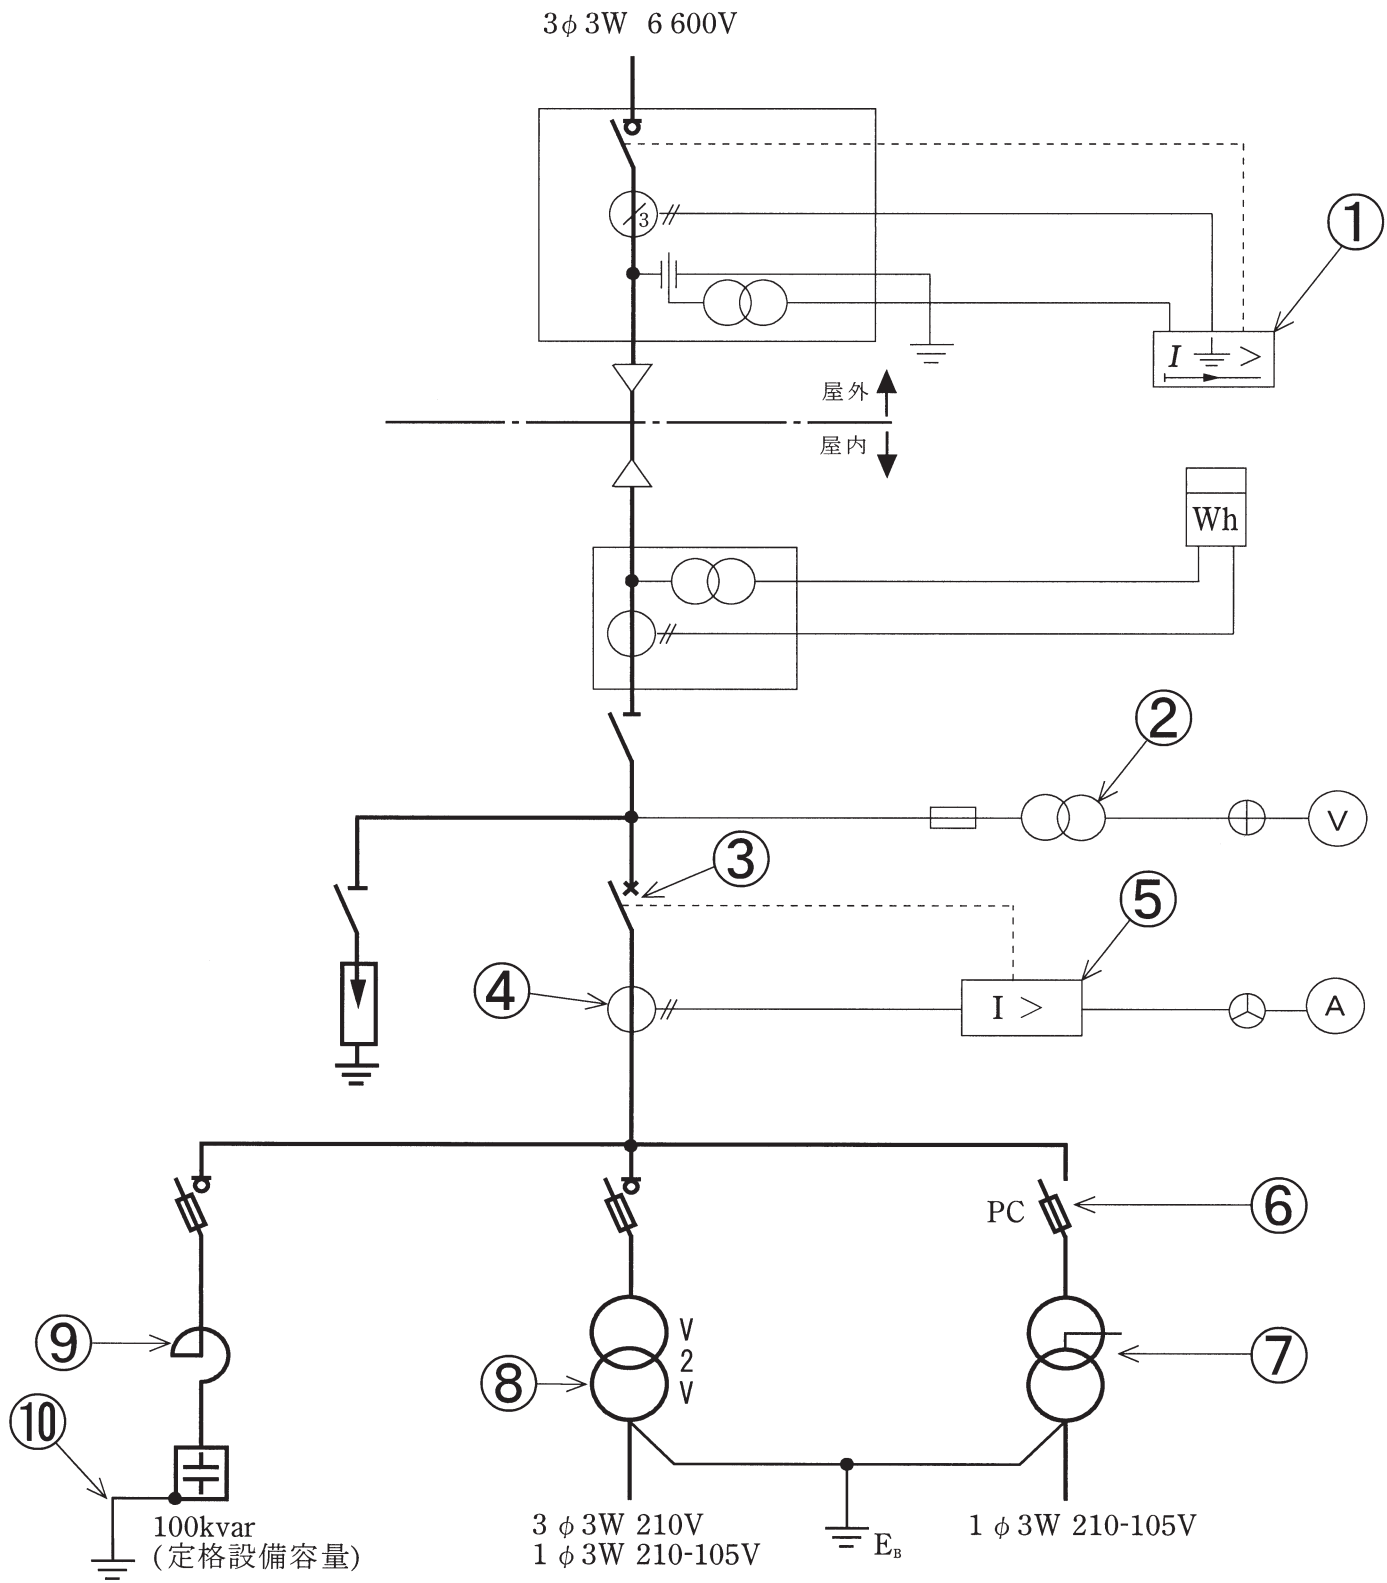 3φ3W 6 600V
3
①
I >
屋外
屋内
Wh
②
V
③
④
⑤
I >
A
PC
⑥
⑦
⑧
V
2
V
⑨
⑩
100kvar
(定格設備容量)
3φ3W 210V
1φ3W 210-105V
E_B
1φ3W 210-105V